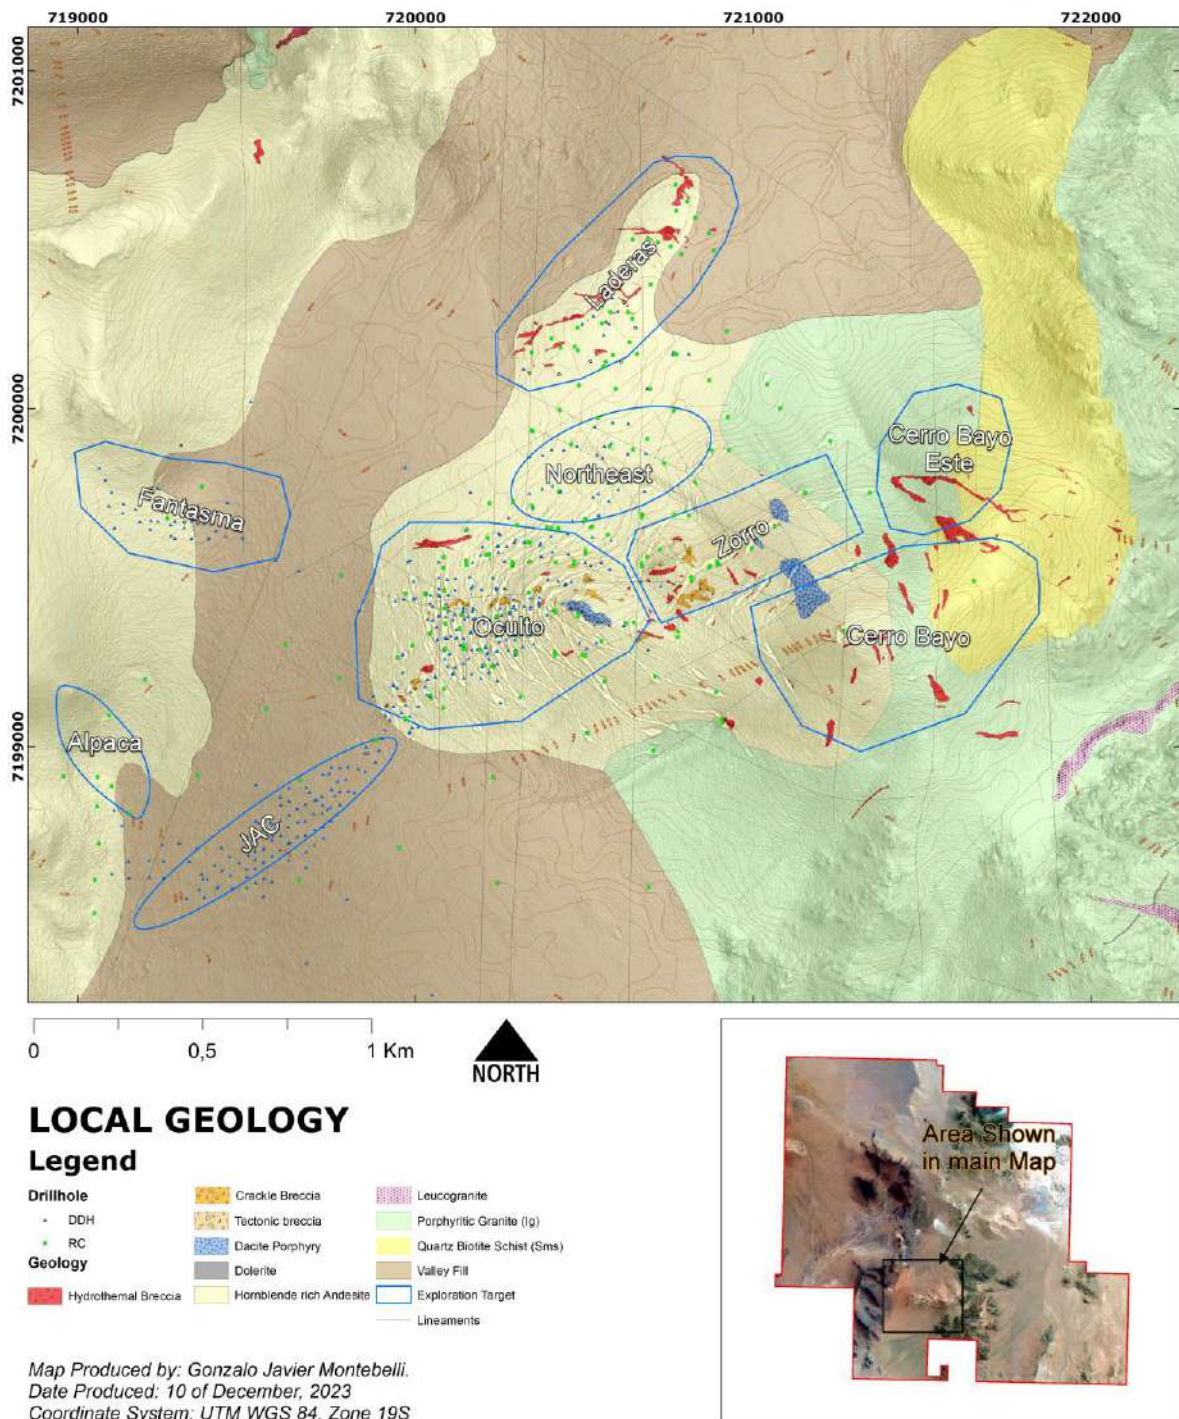 719000 720000 721000 722000
7201000
7200000
7199000
Laderas
Northeast
Cerro Bayo
Este
Fantasma
Zorro
Oculto
Cerro Bayo
Alpaca
JAC
0 0,5 1 Km
NORTH
Area Shown
in main Map
LOCAL GEOLOGY
Legend
Drillhole
DDH
RC
Geology
Hydrothemal Breccia
Crackle Breccia
Tectonic breccia
Dacite Porphyry
Dolerite
Hornblende rich Andesite
Leucogranite
Porphyritic Granite (Ig)
Quartz Biotite Schist (Sms)
Valley Fill
Exploration Target
Lineaments
Map Produced by: Gonzalo Javier Montebelli.
Date Produced: 10 of December, 2023
Coordinate System: UTM WGS 84, Zone 19S